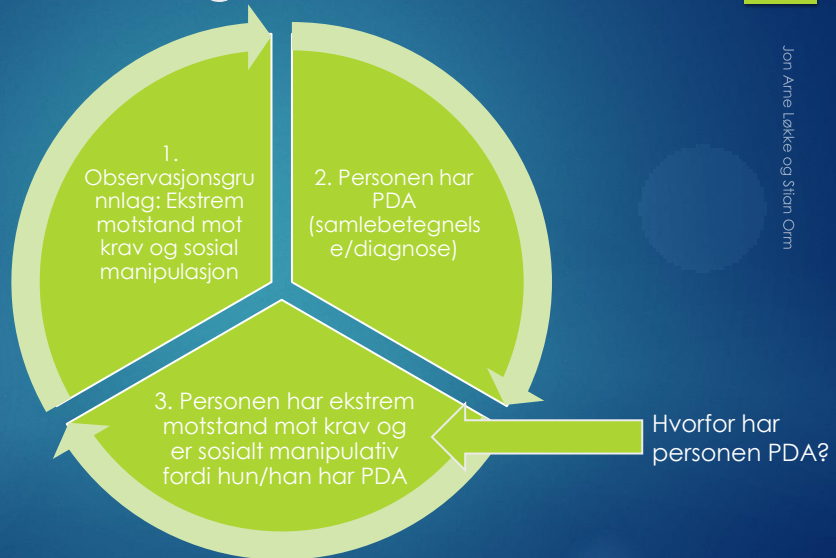 1.
Observasjonsgru
nnlag: Ekstrem
motstand mot
krav og sosial
manipulasjon
2. Personen har
PDA
(samlebetegnels
e/diagnose)
3. Personen har ekstrem
motstand mot krav og
er sosialt manipulativ
fordi hun/han har PDA
Hvorfor har
personen PDA?
Jon Arne Løkke og Stian Orm